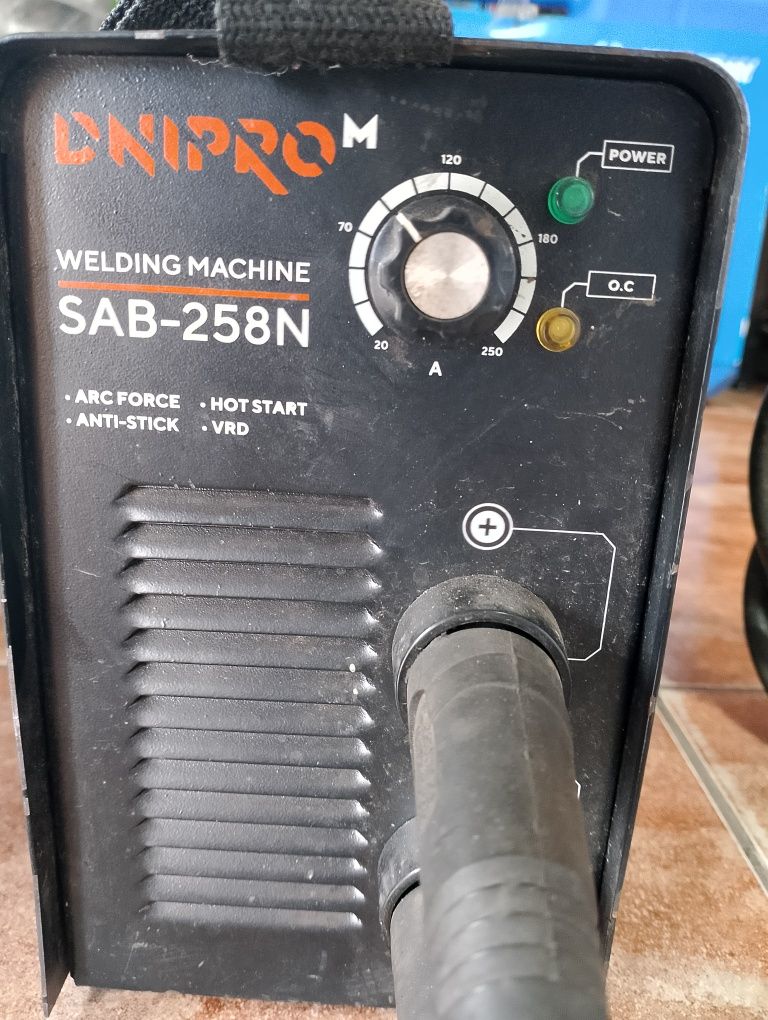 DNIPRO M
WELDING MACHINE
SAB-258N
• ARC FORCE • HOT START
• ANTI-STICK • VRD
120
70
180
20
250
A
POWER
O.C
+